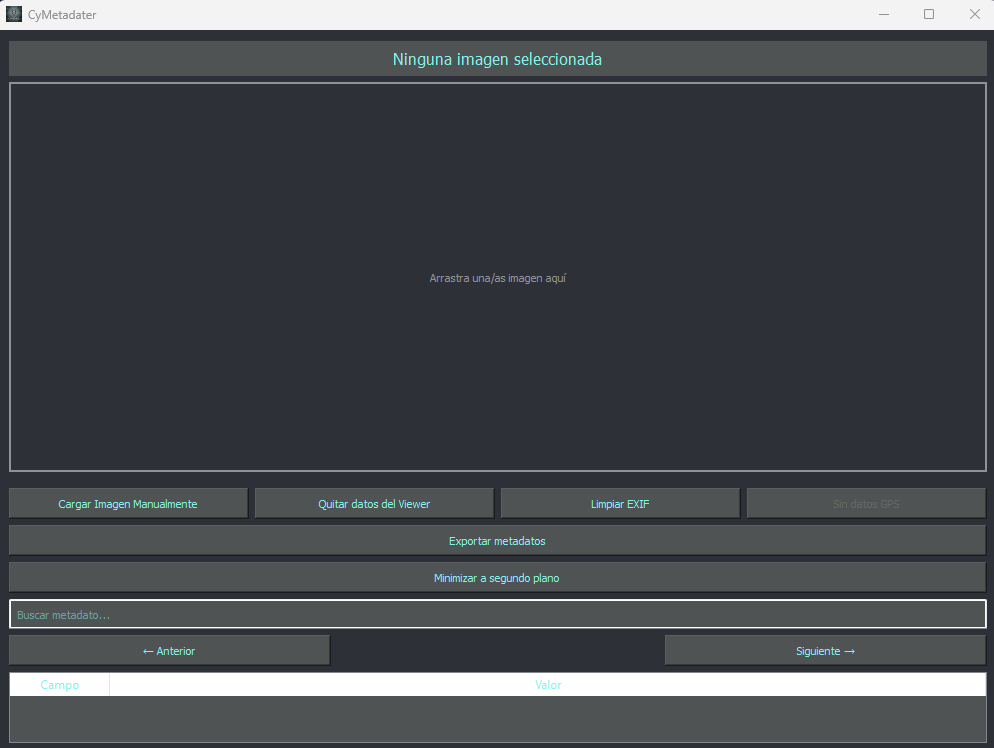 CyMetadater
Ninguna imagen seleccionada
Arrastra una/as imagen aquí
Cargar Imagen Manualmente
Quitar datos del Viewer
Limpiar EXIF
Sin datos GPS
Exportar metadatos
Minimizar a segundo plano
Buscar metadato...
← Anterior
Siguiente →
Campo
Valor